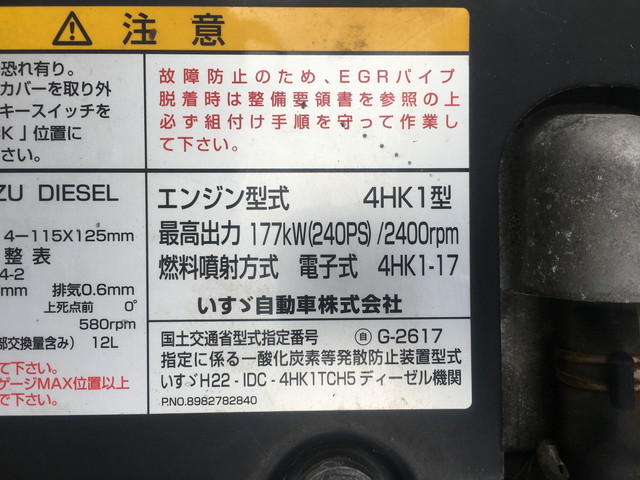 注意
恐れ有り。
カバーを取り外
キースイッチを
K」位置に
さい。
故障防止のため、EGRパイプ
脱着時は整備要領書を参照の上
必ず組付け手順を守って作業し
て下さい。
ZU DIESEL
4-115X125mm
整表
4-2
mm 排気0.6mm
上死点前 0°
580rpm
部交換量含み) 12L
て下さい。
ゲージMAX位置以上
で下さい。
エンジン型式 4HK1型
最高出力 177kW(240PS)/2400rpm
燃料噴射方式 電子式 4HK1-17
いすゞ自動車株式会社
国土交通省型式指定番号 自 G-2617
指定に係る一酸化炭素等発散防止装置型式
いすゞH22-IDC-4HK1TCH5 ディーゼル機関
P.NO.8982782840